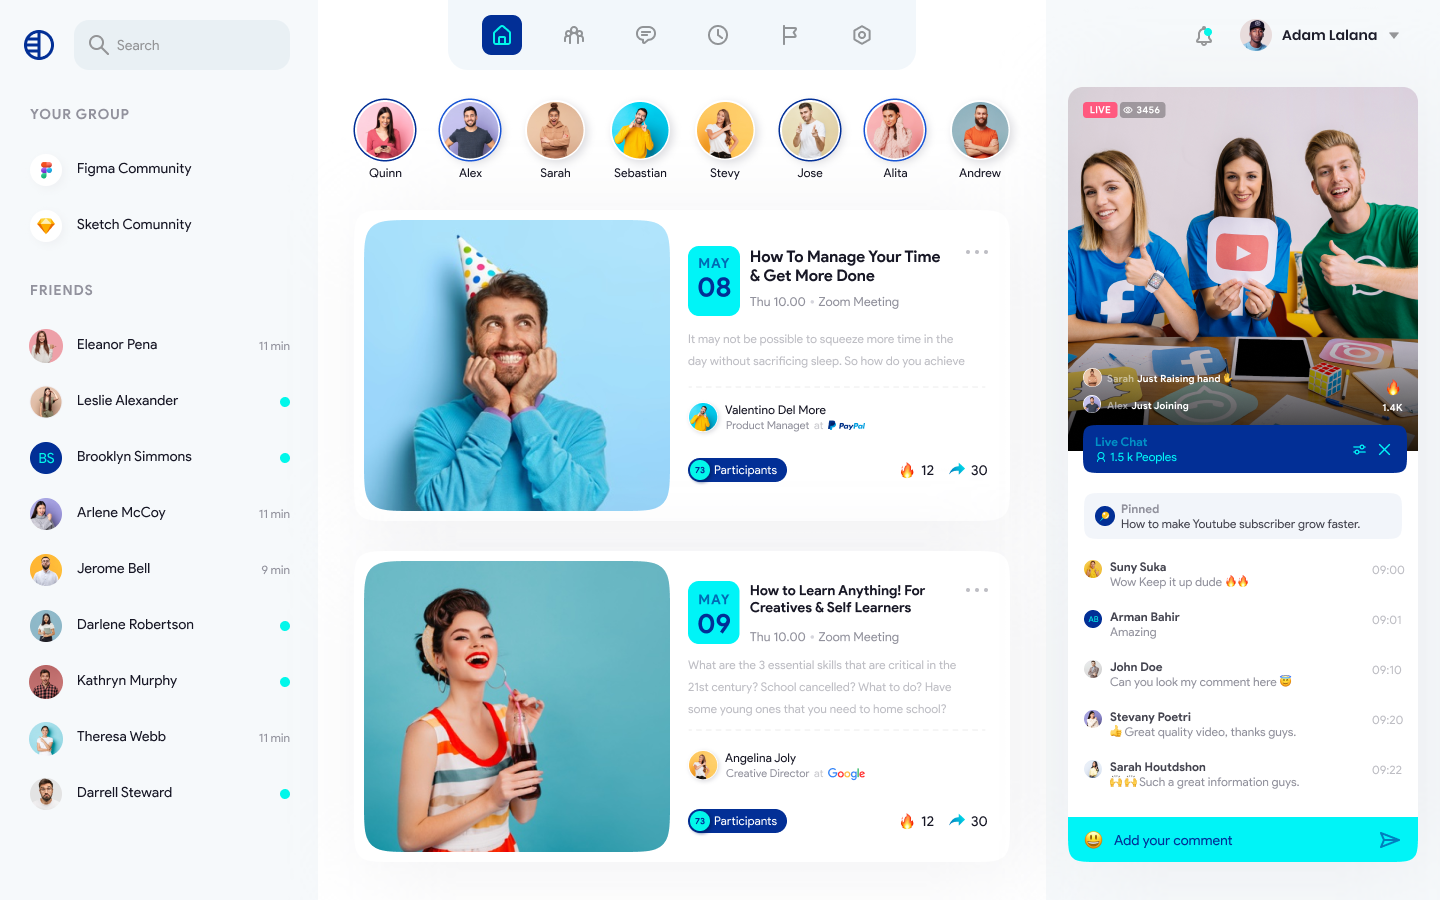 Search
YOUR GROUP
Figma Community
Sketch Comunnity
FRIENDS
Eleanor Pena
11 min
Leslie Alexander
BS
Brooklyn Simmons
Arlene McCoy
11 min
Jerome Bell
9 min
Darlene Robertson
Kathryn Murphy
Theresa Webb
11 min
Darrell Steward
Quinn
Alex
Sarah
Sebastian
Stevy
Jose
Alita
Andrew
MAY
08
How To Manage Your Time
& Get More Done
Thu 10.00 • Zoom Meeting
It may not be possible to squeeze more time in the
day without sacrificing sleep. So how do you achieve
Valentino Del More
Product Managet at PayPal
73 Participants
12
30
MAY
09
How to Learn Anything! For
Creatives & Self Learners
Thu 10.00 • Zoom Meeting
What are the 3 essential skills that are critical in the
21st century? School cancelled? What to do? Have
some young ones that you need to home school?
Angelina Joly
Creative Director at Google
73 Participants
12
30
Adam Lalana
LIVE
3456
Sarah Just Raising hand ✋
Alex Just Joining
🔥
1.4K
Live Chat
1.5 k Peoples
Pinned
How to make Youtube subscriber grow faster.
Suny Suka
Wow Keep it up dude 🔥🔥
09:00
AB
Arman Bahir
Amazing
09:01
John Doe
Can you look my comment here 😇
09:10
Stevany Poetri
👍 Great quality video, thanks guys.
09:20
Sarah Houtdshon
🙌🙌 Such a great information guys.
09:22
😃 Add your comment